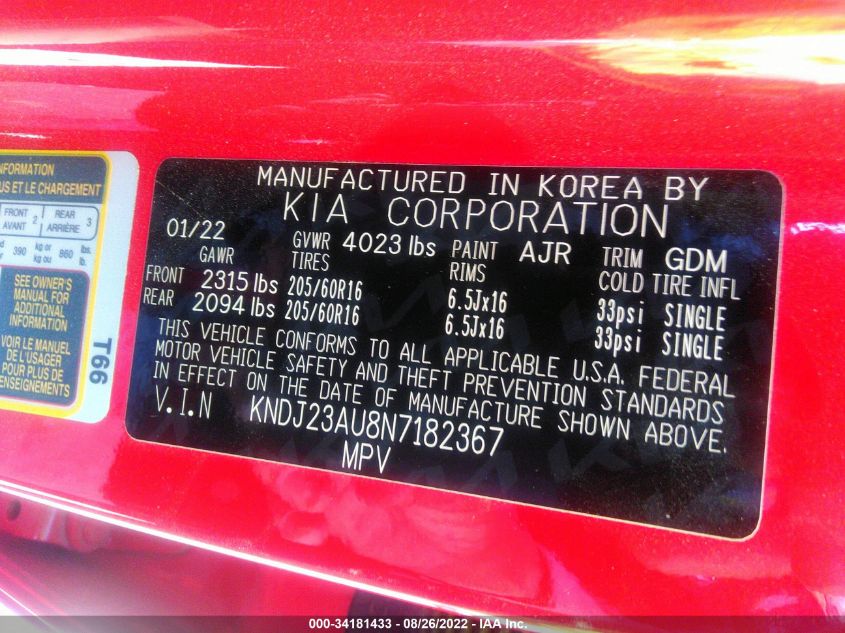 INFORMATION
US ET LE CHARGEMENT
FRONT
AVANT 2 REAR
ARRIÈRE 3
390 kg or
kg ou 860 lbs.
lb.
SEE OWNER'S
MANUAL FOR
ADDITIONAL
INFORMATION
VOIR LE MANUEL
DE L'USAGER
POUR PLUS DE
RENSEIGNEMENTS
T66
MANUFACTURED IN KOREA BY
KIA CORPORATION
01/22 GVWR 4023 lbs PAINT AJR TRIM GDM
GAWR TIRES RIMS COLD TIRE INFL
FRONT 2315 lbs 205/60R16 6.5Jx16 33psi SINGLE
REAR 2094 lbs 205/60R16 6.5Jx16 33psi SINGLE
THIS VEHICLE CONFORMS TO ALL APPLICABLE U.S.A. FEDERAL
MOTOR VEHICLE SAFETY AND THEFT PREVENTION STANDARDS
IN EFFECT ON THE DATE OF MANUFACTURE SHOWN ABOVE.
V.I.N KNDJ23AU8N7182367
MPV
000-34181433 - 08/26/2022 - IAA Inc.